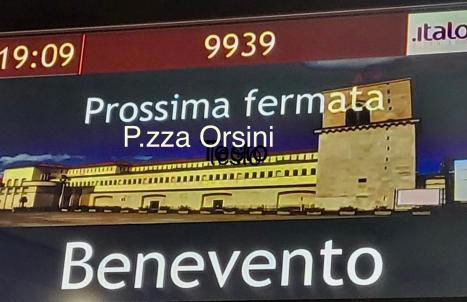 19:09
9939
.italo
Prossima fermata
P.zza Orsini
Testo
Benevento